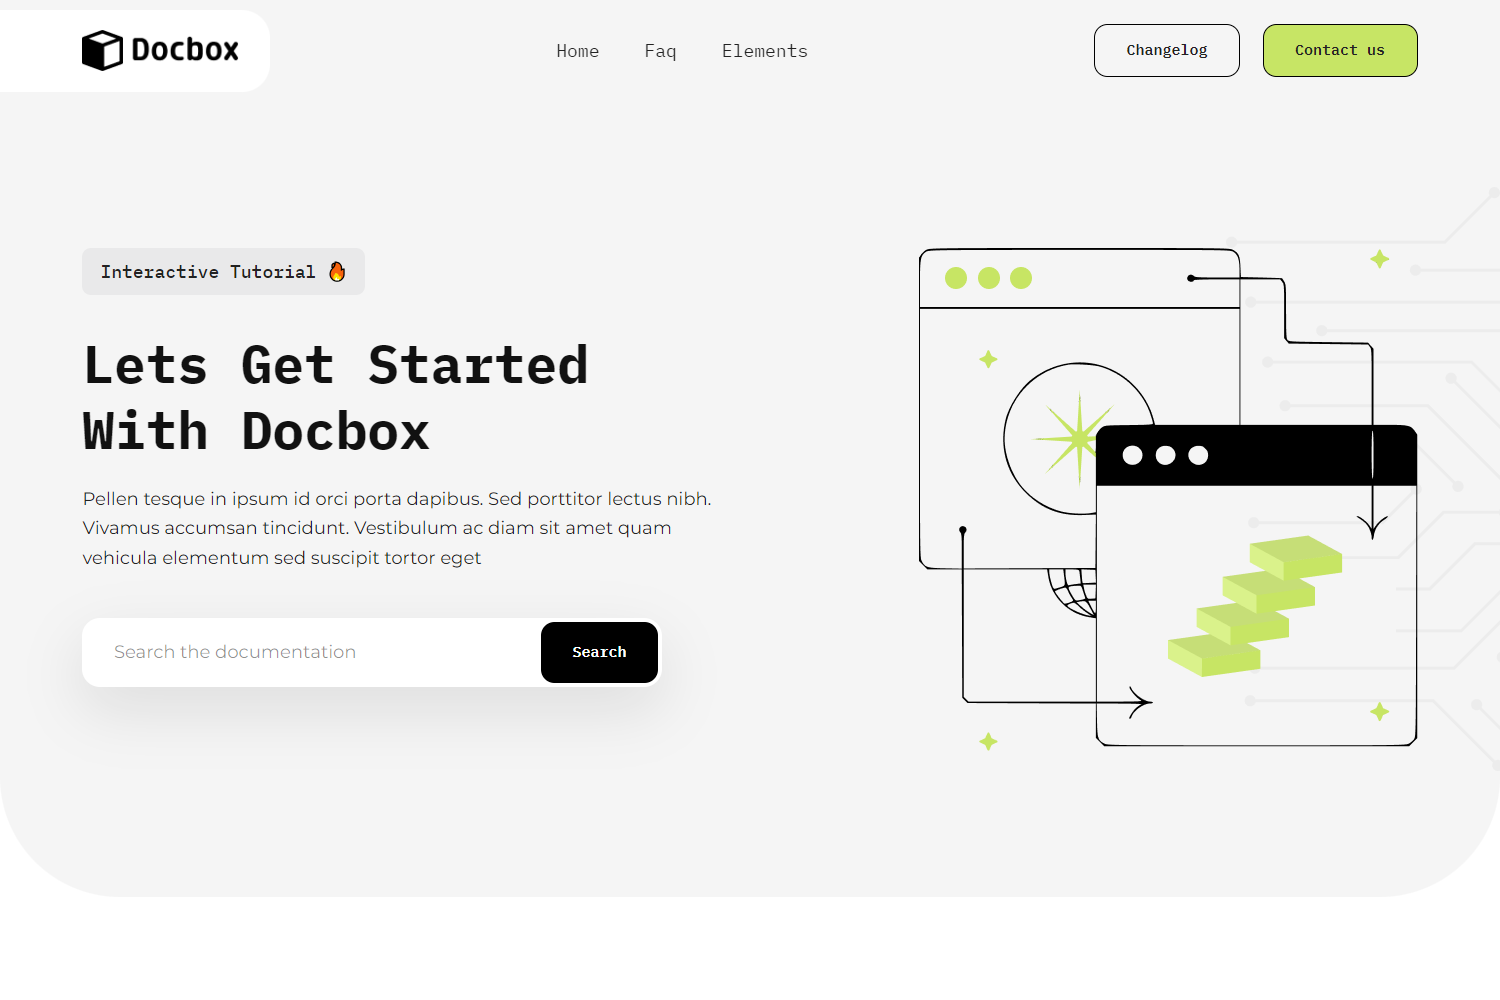 Docbox
Home
Faq
Elements
Changelog
Contact us
Interactive Tutorial 🔥
Lets Get Started
With Docbox
Pellen tesque in ipsum id orci porta dapibus. Sed porttitor lectus nibh.
Vivamus accumsan tincidunt. Vestibulum ac diam sit amet quam
vehicula elementum sed suscipit tortor eget
Search the documentation
Search